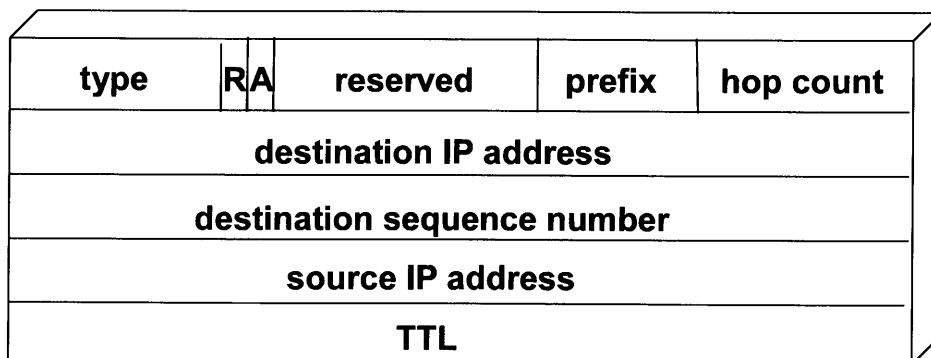 type R A reserved prefix hop count
destination IP address
destination sequence number
source IP address
TTL